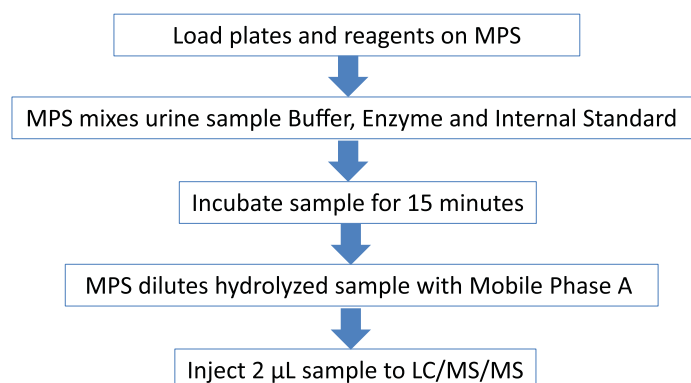 Load plates and reagents on MPS
MPS mixes urine sample Buffer, Enzyme and Internal Standard
Incubate sample for 15 minutes
MPS dilutes hydrolyzed sample with Mobile Phase A
Inject 2 µL sample to LC/MS/MS